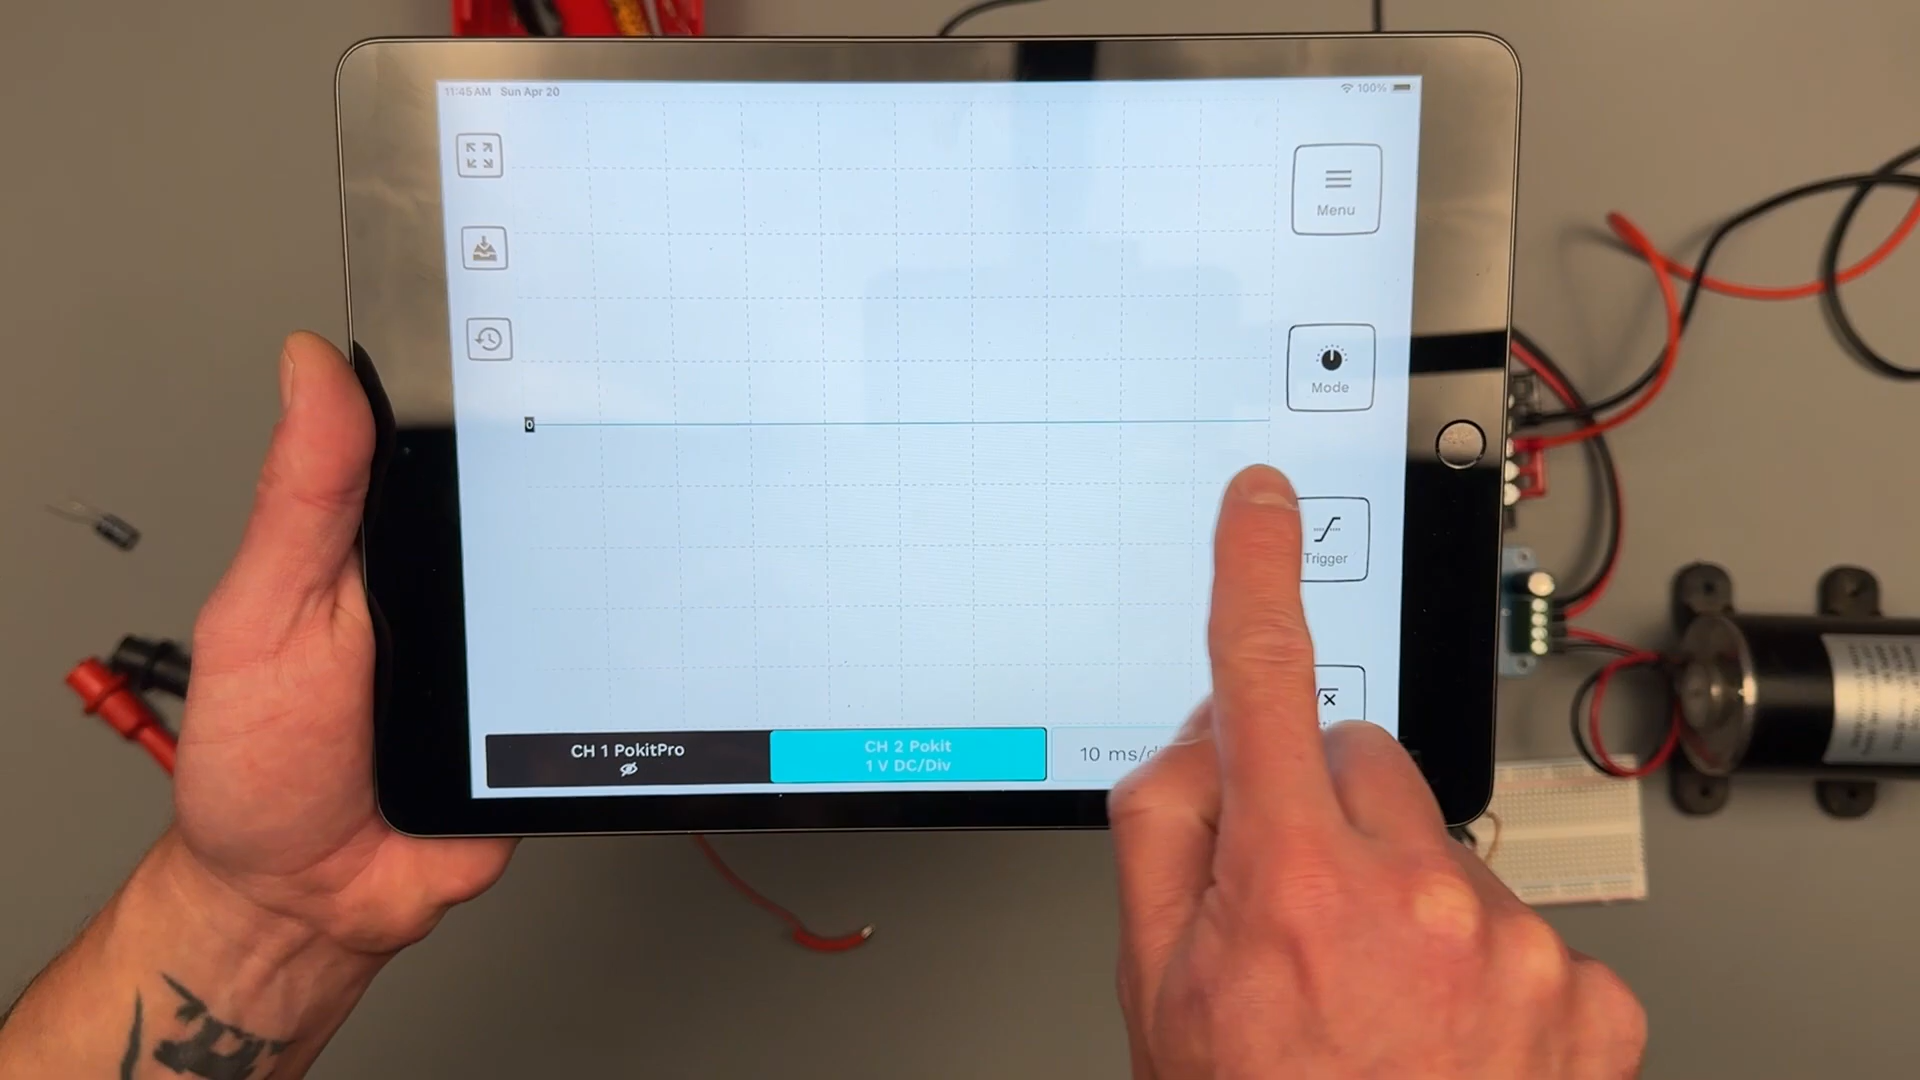 11:45 AM Sun Apr 20
100%
Menu
Mode
0
Trigger
CH 1 PokitPro
CH 2 Pokit
1 V DC/Div
10 ms/